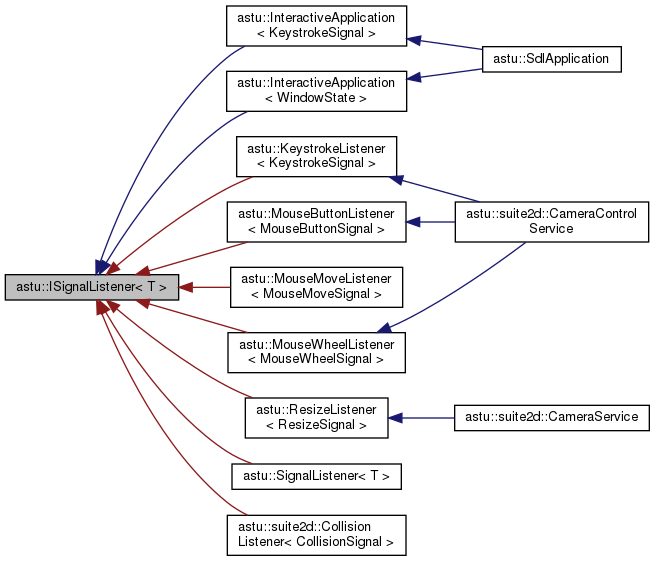 astu::InteractiveApplication
< KeystrokeSignal >
astu::SdlApplication
astu::InteractiveApplication
< WindowState >
astu::KeystrokeListener
< KeystrokeSignal >
astu::MouseButtonListener
< MouseButtonSignal >
astu::suite2d::CameraControl
Service
astu::ISignalListener< T >
astu::MouseMoveListener
< MouseMoveSignal >
astu::MouseWheelListener
< MouseWheelSignal >
astu::ResizeListener
< ResizeSignal >
astu::suite2d::CameraService
astu::SignalListener< T >
astu::suite2d::Collision
Listener< CollisionSignal >